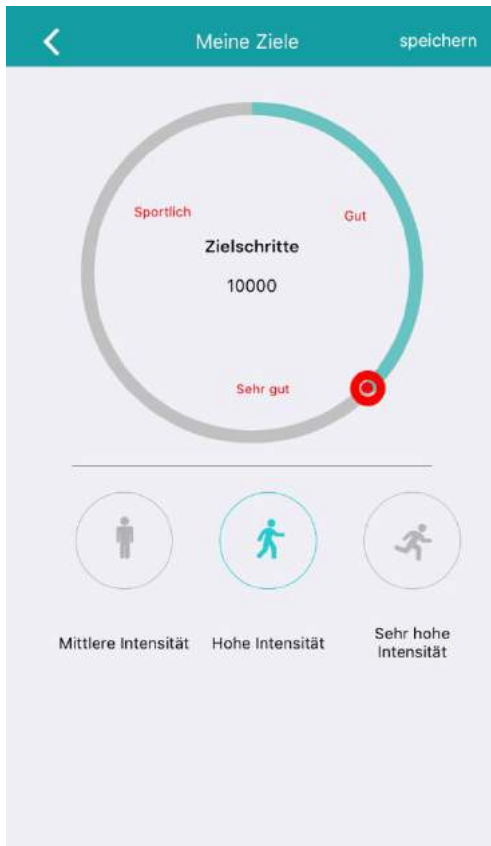 Meine Ziele
speichern
Sportlich
Gut
Zielschritte
10000
Sehr gut
Mittlere Intensität
Hohe Intensität
Sehr hohe
Intensität